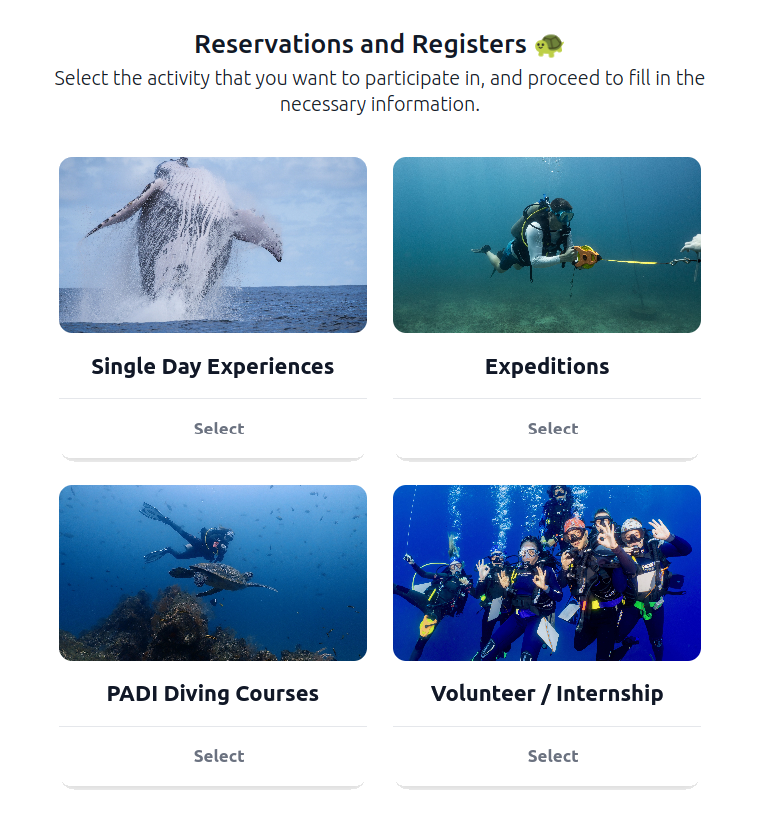 Reservations and Registers 🐢
Select the activity that you want to participate in, and proceed to fill in the
necessary information.
Single Day Experiences
Expeditions
Select
Select
PADI Diving Courses
Volunteer / Internship
Select
Select